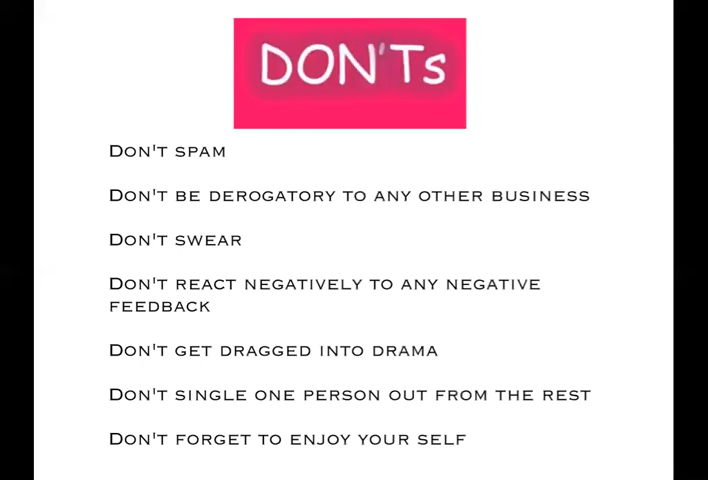 DON'Ts
Don't spam
Don't be derogatory to any other business
Don't swear
Don't react negatively to any negative
feedback
Don't get dragged into drama
Don't single one person out from the rest
Don't forget to enjoy your self